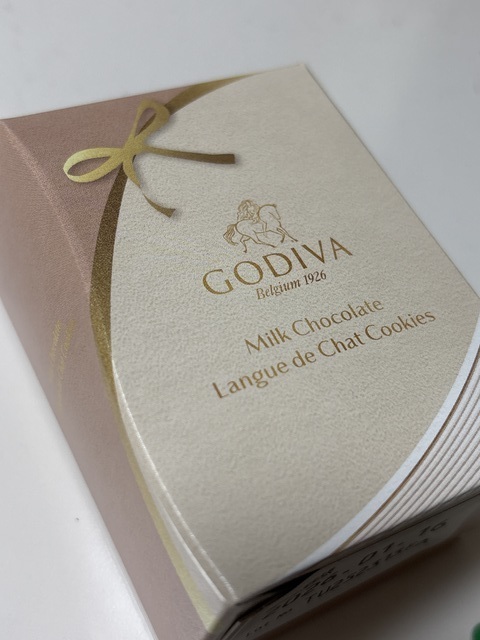 GODIVA
Belgium 1926
Milk Chocolate
Langue de Chat Cookies